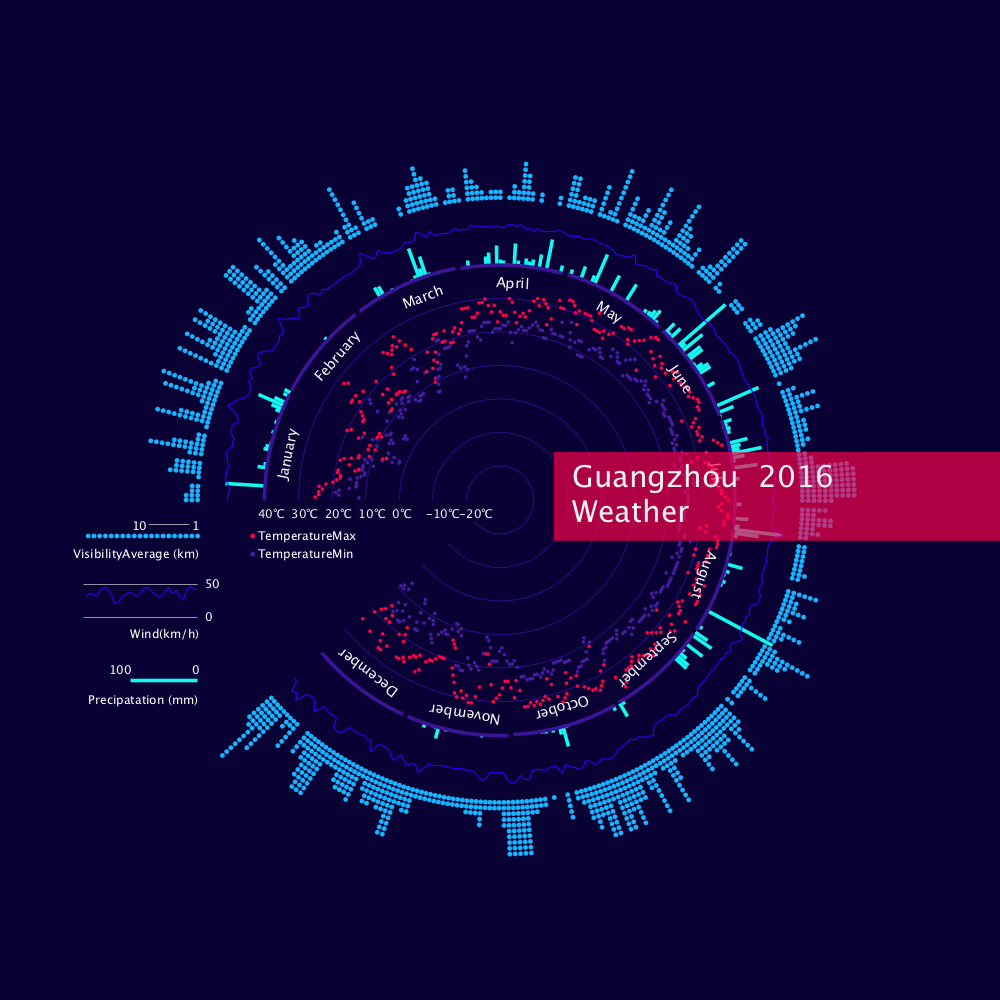 April
March
May
February
June
January
Guangzhou 2016
Weather
40℃ 30℃ 20℃ 10℃ 0℃ −10℃−20℃
TemperatureMax
TemperatureMin
10 1
VisibilityAverage (km)
50
0
Wind(km/h)
100 0
Precipatation (mm)
August
September
October
November
December